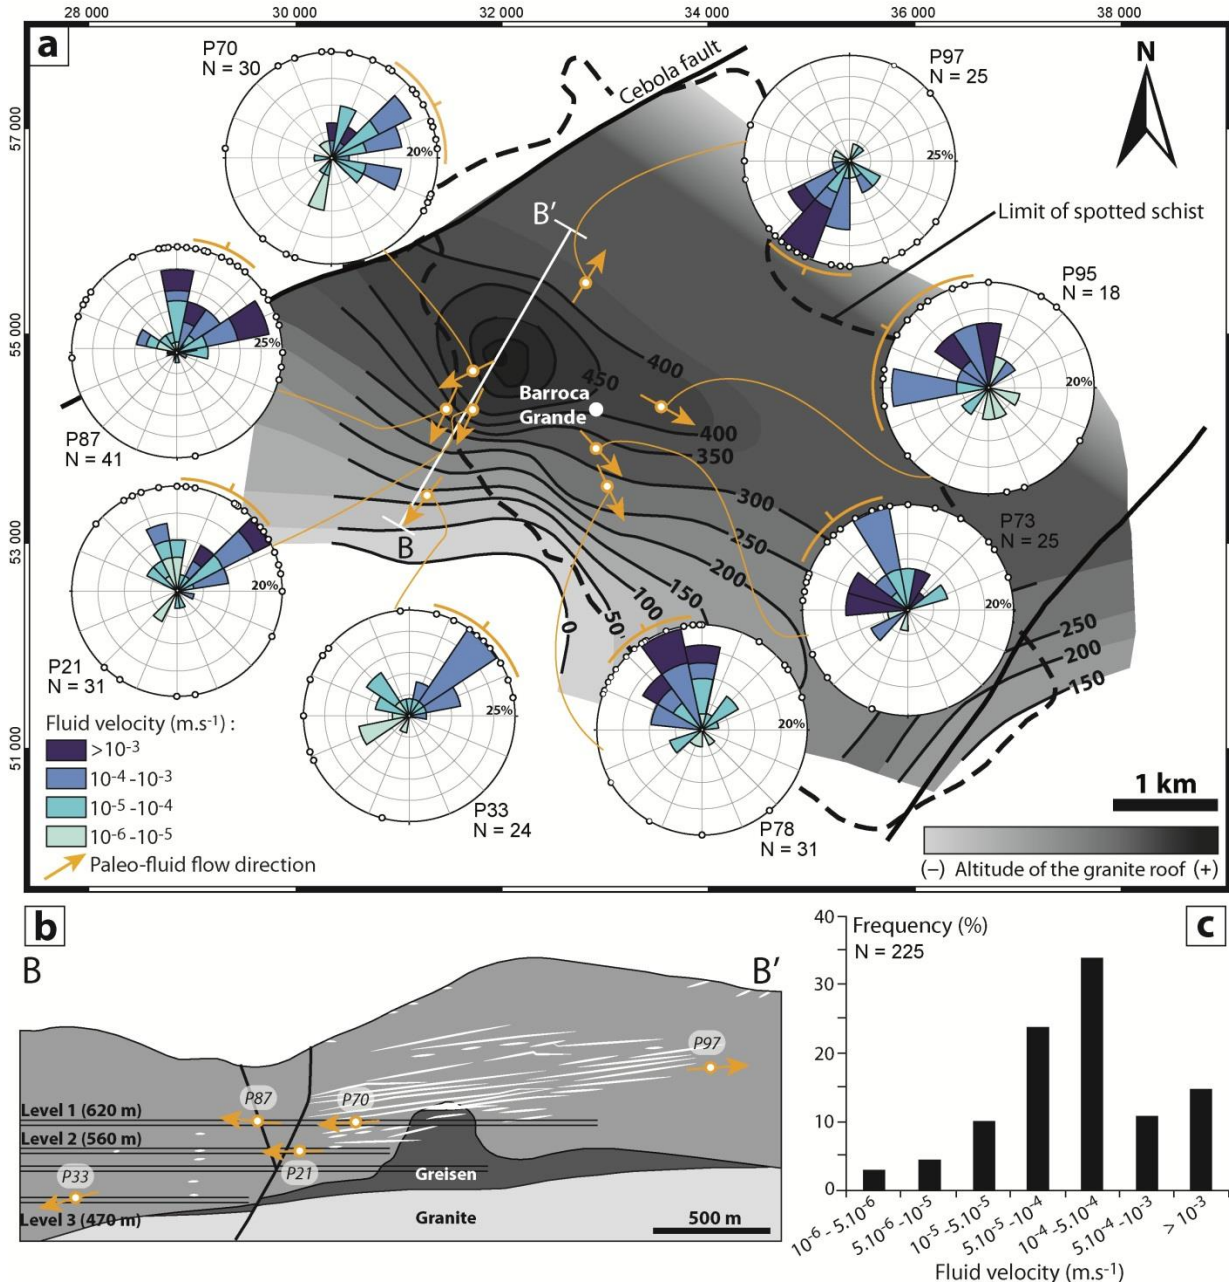 28 000 30 000 32 000 34 000 36 000 38 000
57 000
55 000
53 000
51 000
a
P70
N = 30
20%
Cebola fault
P97
N = 25
25%
N
Limit of spotted schist
B'
P95
N = 18
20%
P87
N = 41
25%
400
450
Barroca
Grande
400
350
300
250
200
150
100
50
0
B
P73
N = 25
20%
250
200
150
P21
N = 31
20%
P33
N = 24
25%
P78
N = 31
20%
Fluid velocity (m.s-1) :
>10-3
10-4 -10-3
10-5 -10-4
10-6 -10-5
Paleo-fluid flow direction
1 km
(–) Altitude of the granite roof (+)
b
B
B'
P97
P87
P70
Level 1 (620 m)
Level 2 (560 m)
P21
P33
Level 3 (470 m)
Greisen
Granite
500 m
c
Frequency (%)
N = 225
40
30
20
10
0
10-6 - 5.10-6
5.10-6 -10-5
10-5 -5.10-5
5.10-5 -10-4
10-4 -5.10-4
5.10-4 -10-3
> 10-3
Fluid velocity (m.s-1)